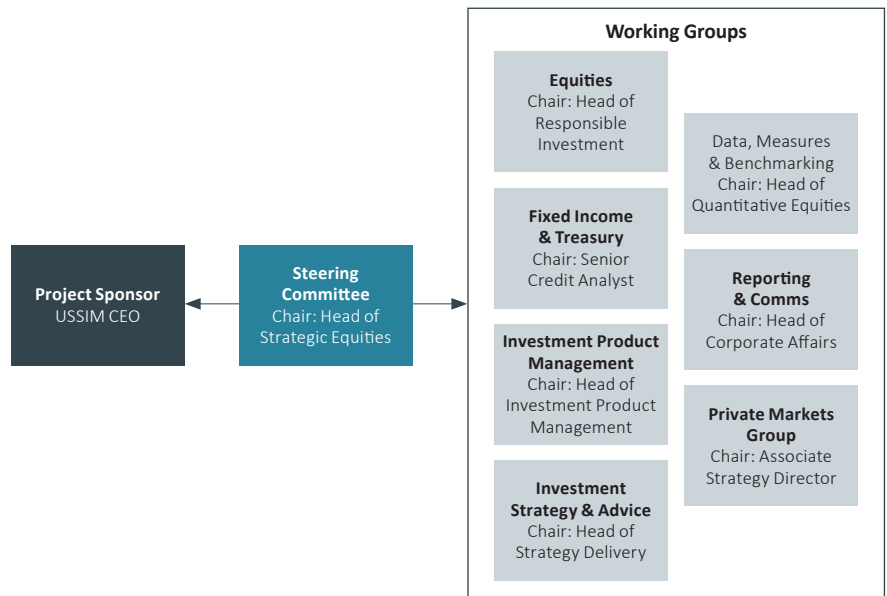 Project Sponsor
USSIM CEO
Steering
Committee
Chair: Head of
Strategic Equities
Working Groups
Equities
Chair: Head of
Responsible
Investment
Fixed Income
& Treasury
Chair: Senior
Credit Analyst
Investment Product
Management
Chair: Head of
Investment Product
Management
Investment
Strategy & Advice
Chair: Head of
Strategy Delivery
Data, Measures
& Benchmarking
Chair: Head of
Quantitative Equities
Reporting
& Comms
Chair: Head of
Corporate Affairs
Private Markets
Group
Chair: Associate
Strategy Director